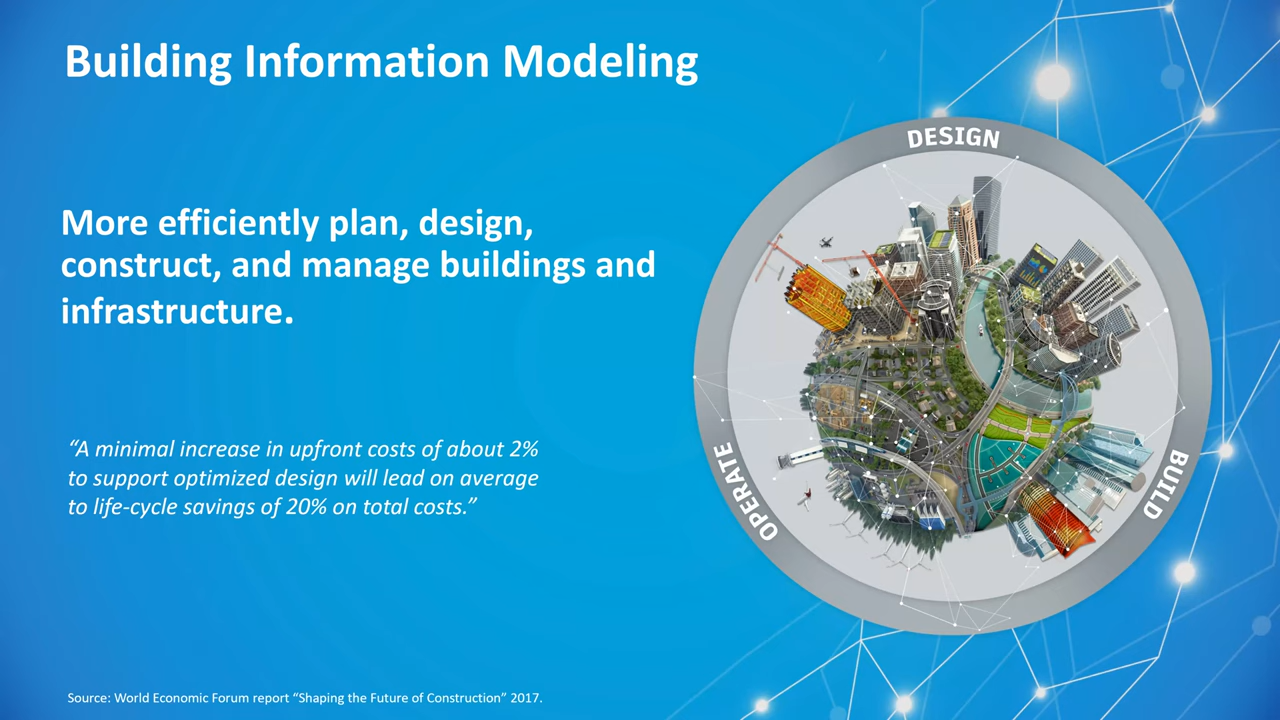 Building Information Modeling
More efficiently plan, design,
construct, and manage buildings and
infrastructure.
“A minimal increase in upfront costs of about 2%
to support optimized design will lead on average
to life-cycle savings of 20% on total costs.”
DESIGN
BUILD
OPERATE
Source: World Economic Forum report “Shaping the Future of Construction” 2017.